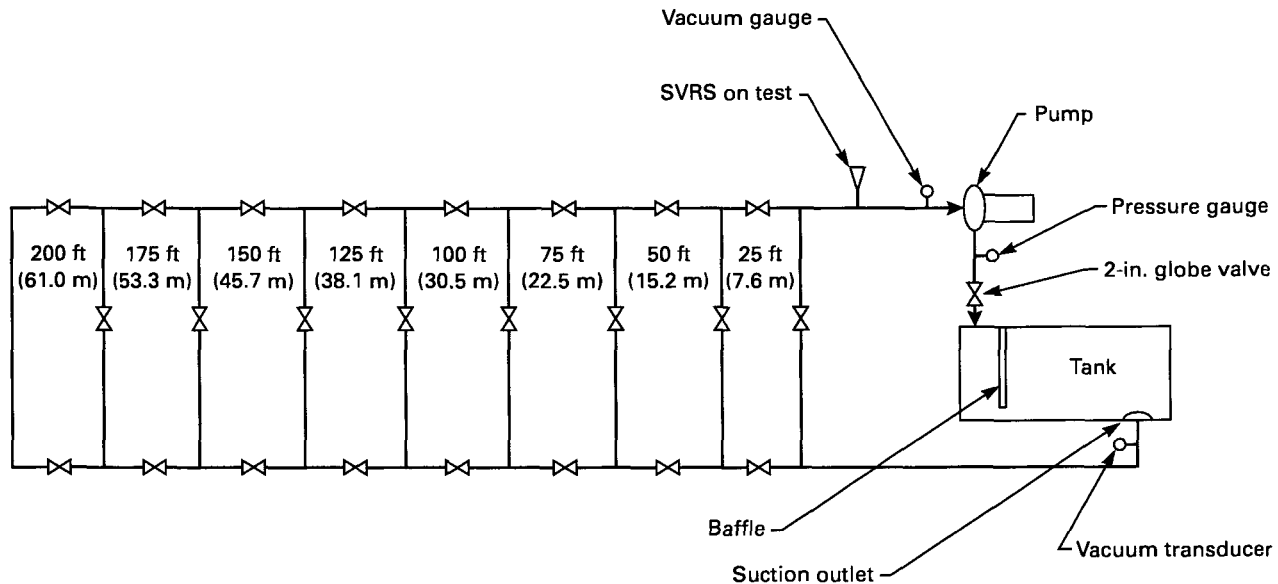 Vacuum gauge
SVRS on test
Pump
Pressure gauge
200 ft
(61.0 m)
175 ft
(53.3 m)
150 ft
(45.7 m)
125 ft
(38.1 m)
100 ft
(30.5 m)
75 ft
(22.5 m)
50 ft
(15.2 m)
25 ft
(7.6 m)
2-in. globe valve
Tank
Baffle
Vacuum transducer
Suction outlet